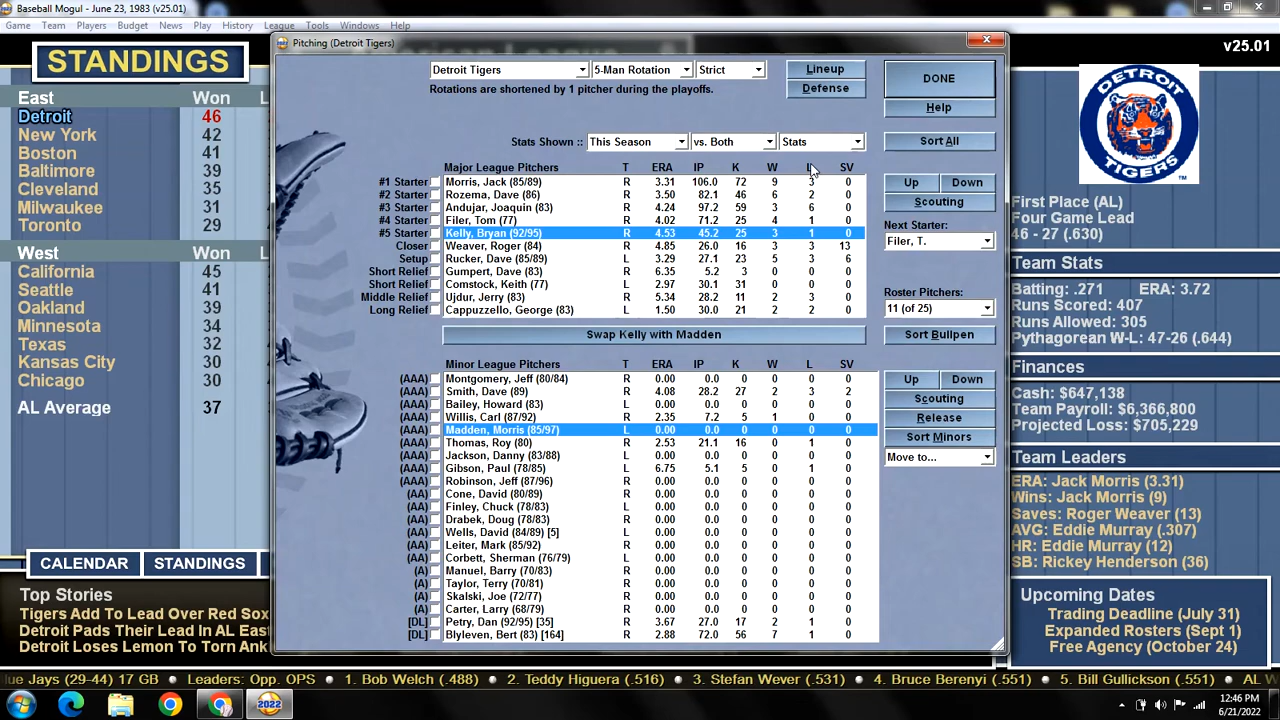 Baseball Mogul - June 23, 1983 (v25.01)
Game Team Players Budget News Play History League Tools Windows Help
STANDINGS
East Won L
Detroit 46
New York 42
Boston 41
Baltimore 41
Cleveland 33
Milwaukee 31
Toronto 29
West Won L
California 45
Seattle 41
Oakland 38
Minnesota 34
Texas 32
Kansas City 30
Chicago 30
AL Average 37
CALENDAR STANDINGS
Top Stories
Tigers Add To Lead Over Red Sox
Detroit Pads Their Lead In AL East
Detroit Loses Lemon To Torn Ank
Pitching (Detroit Tigers)
Detroit Tigers 5-Man Rotation Strict
Rotations are shortened by 1 pitcher during the playoffs.
Lineup
Defense
DONE
Help
Stats Shown :: This Season vs. Both Stats
Sort All
Major League Pitchers T ERA IP K W L SV
#1 Starter Morris, Jack (85/89) R 3.31 106.0 72 9 3 0
#2 Starter Rozema, Dave (86) R 3.50 82.1 46 6 2 0
#3 Starter Andujar, Joaquin (83) R 4.24 97.2 59 3 6 0
#4 Starter Filer, Tom (77) R 4.02 71.2 25 4 1 0
#5 Starter Kelly, Bryan (92/95) R 4.53 45.2 25 3 1 0
Closer Weaver, Roger (84) R 4.85 26.0 16 3 3 13
Setup Rucker, Dave (85/89) L 3.29 27.1 23 5 3 6
Short Relief Gumpert, Dave (83) R 6.35 5.2 3 0 0 0
Short Relief Comstock, Keith (77) L 2.97 30.1 31 0 0 0
Middle Relief Ujdur, Jerry (83) R 5.34 28.2 11 2 3 0
Long Relief Cappuzzello, George (83) L 1.50 30.0 21 2 2 0
Up Down
Scouting
Next Starter:
Filer, T.
Roster Pitchers:
11 (of 25)
Swap Kelly with Madden
Sort Bullpen
Minor League Pitchers T ERA IP K W L SV
(AAA) Montgomery, Jeff (80/84) R 0.00 0.0 0 0 0 0
(AAA) Smith, Dave (89) R 4.08 28.2 27 2 3 2
(AAA) Bailey, Howard (83) L 0.00 0.0 0 0 0 0
(AAA) Willis, Carl (87/92) R 2.35 7.2 5 1 0 0
(AAA) Madden, Morris (85/97) L 0.00 0.0 0 0 0 0
(AAA) Thomas, Roy (80) R 2.53 21.1 16 0 1 0
(AAA) Jackson, Danny (83/88) L 0.00 0.0 0 0 0 0
(AAA) Gibson, Paul (78/85) L 6.75 5.1 5 0 1 0
(AAA) Robinson, Jeff (87/96) R 0.00 0.0 0 0 0 0
(AA) Cone, David (80/89) R 0.00 0.0 0 0 0 0
(AA) Finley, Chuck (78/83) L 0.00 0.0 0 0 0 0
(AA) Drabek, Doug (78/83) R 0.00 0.0 0 0 0 0
(AA) Wells, David (84/89) [5] L 0.00 0.0 0 0 0 0
(AA) Leiter, Mark (85/92) R 0.00 0.0 0 0 0 0
(AA) Corbett, Sherman (76/79) L 0.00 0.0 0 0 0 0
(A) Manuel, Barry (70/83) R 0.00 0.0 0 0 0 0
(A) Taylor, Terry (70/81) R 0.00 0.0 0 0 0 0
(A) Skalski, Joe (72/77) R 0.00 0.0 0 0 0 0
(A) Carter, Larry (68/79) R 0.00 0.0 0 0 0 0
[DL] Petry, Dan (92/95) [35] R 3.67 27.0 17 2 1 0
[DL] Blyleven, Bert (83) [164] R 2.88 72.0 56 7 1 0
Up Down
Scouting
Release
Sort Minors
Move to...
v25.01
DETROIT
TIGERS
First Place (AL)
Four Game Lead
46 - 27 (.630)
Team Stats
Batting: .271 ERA: 3.72
Runs Scored: 407
Runs Allowed: 305
Pythagorean W-L: 47-26 (.644)
Finances
Cash: $647,138
Team Payroll: $6,366,800
Projected Loss: $705,229
Team Leaders
ERA: Jack Morris (3.31)
Wins: Jack Morris (9)
Saves: Roger Weaver (13)
AVG: Eddie Murray (.307)
HR: Eddie Murray (12)
SB: Rickey Henderson (36)
Upcoming Dates
Trading Deadline (July 31)
Expanded Rosters (Sept 1)
Free Agency (October 24)
lue Jays (29-44) 17 GB • Leaders: Opp. OPS • 1. Bob Welch (.488) • 2. Teddy Higuera (.516) • 3. Stefan Wever (.531) • 4. Bruce Berenyi (.551) • 5. Bill Gullickson (.551) • AL W
2022
12:46 PM
6/21/2022